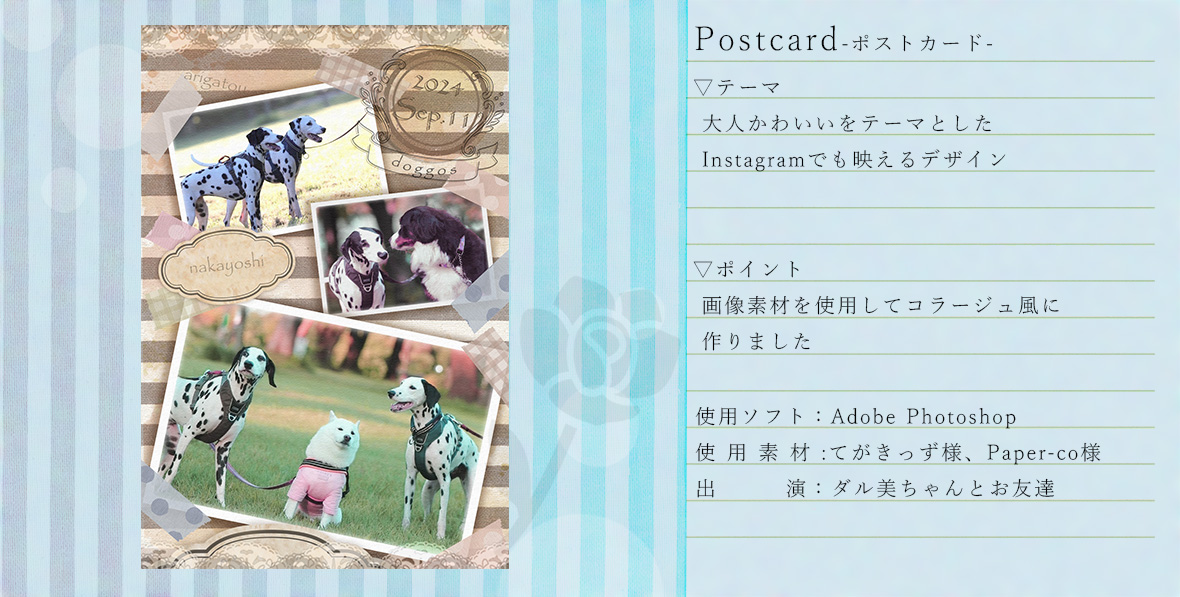 arigatou
2024
Sep.11
doggos
nakayoshi
Postcard-ポストカード-
▽テーマ
大人かわいいをテーマとした
Instagramでも映えるデザイン
▽ポイント
画像素材を使用してコラージュ風に
作りました
使用ソフト：Adobe Photoshop
使用素材:てがきっず様、Paper-co様
出　　　演：ダル美ちゃんとお友達